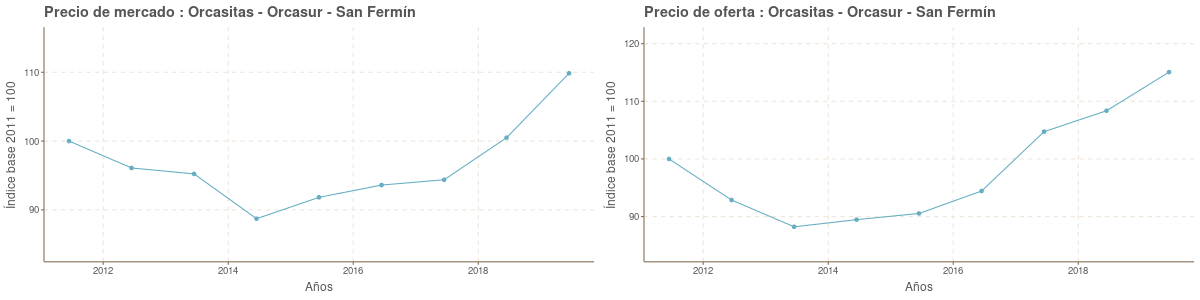 Precio de mercado : Orcasitas - Orcasur - San Fermín
Índice base 2011 = 100
110
100
90
2012
2014
2016
2018
Años
Precio de oferta : Orcasitas - Orcasur - San Fermín
Índice base 2011 = 100
120
110
100
90
2012
2014
2016
2018
Años